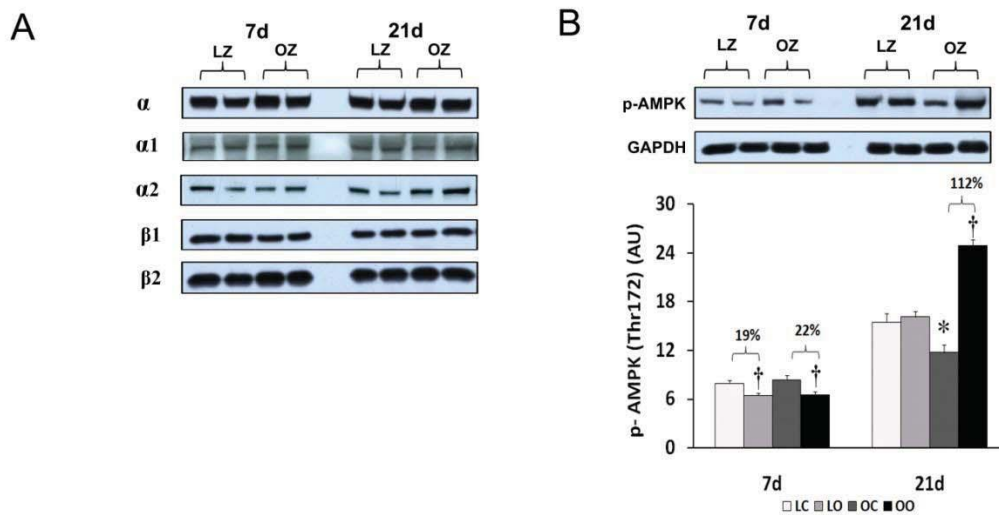 A
7d 21d
LZ OZ LZ OZ
α
α1
α2
β1
β2
B
7d 21d
LZ OZ LZ OZ
p-AMPK
GAPDH
p- AMPK (Thr172) (AU)
30
24
18
12
6
0
19%
†
22%
†
*
112%
†
7d 21d
LC LO OC OO